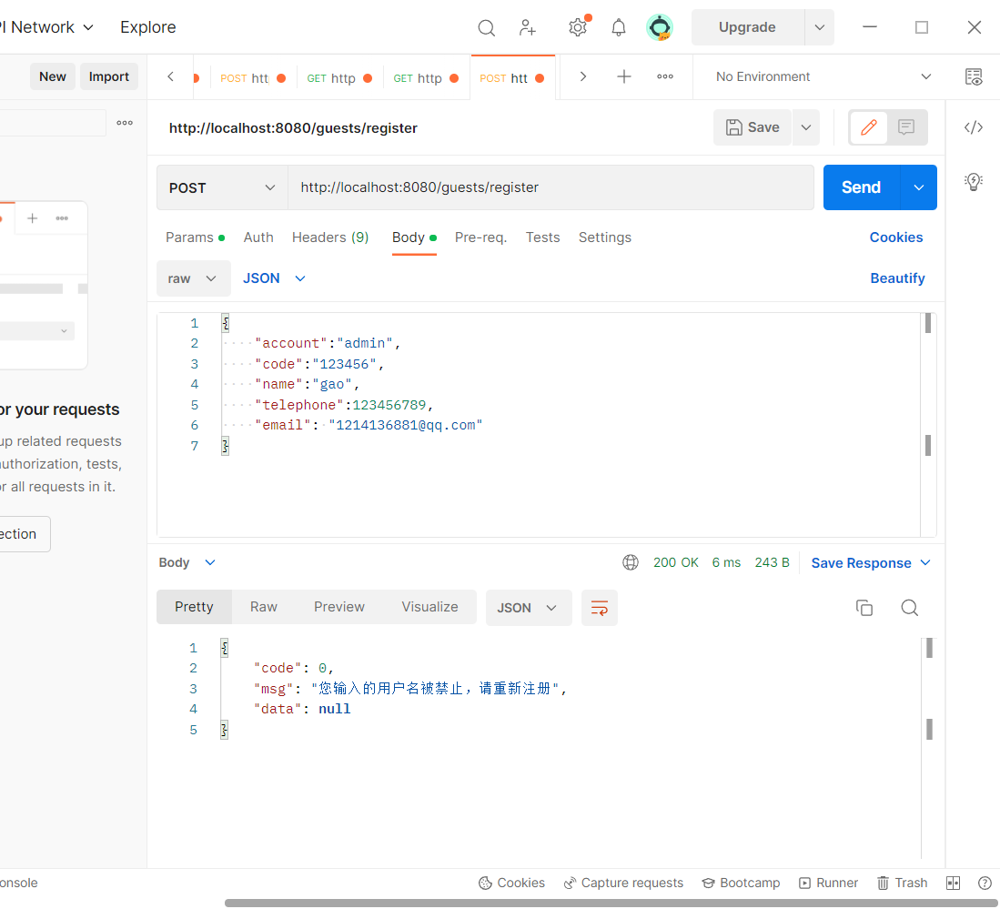 PI Network Explore Upgrade
New Import POST htt GET http GET http POST htt No Environment
http://localhost:8080/guests/register Save
POST http://localhost:8080/guests/register Send
Params Auth Headers (9) Body Pre-req. Tests Settings Cookies
raw JSON Beautify
1 {
2 "account":"admin",
3 "code":"123456",
4 "name":"gao",
5 "telephone":123456789,
6 "email": "1214136881@qq.com"
7 }
or your requests
up related requests
authorization, tests,
or all requests in it.
ection
Body 200 OK 6 ms 243 B Save Response
Pretty Raw Preview Visualize JSON
1 {
2 "code": 0,
3 "msg": "您输入的用户名被禁止，请重新注册",
4 "data": null
5 }
onsole Cookies Capture requests Bootcamp Runner Trash